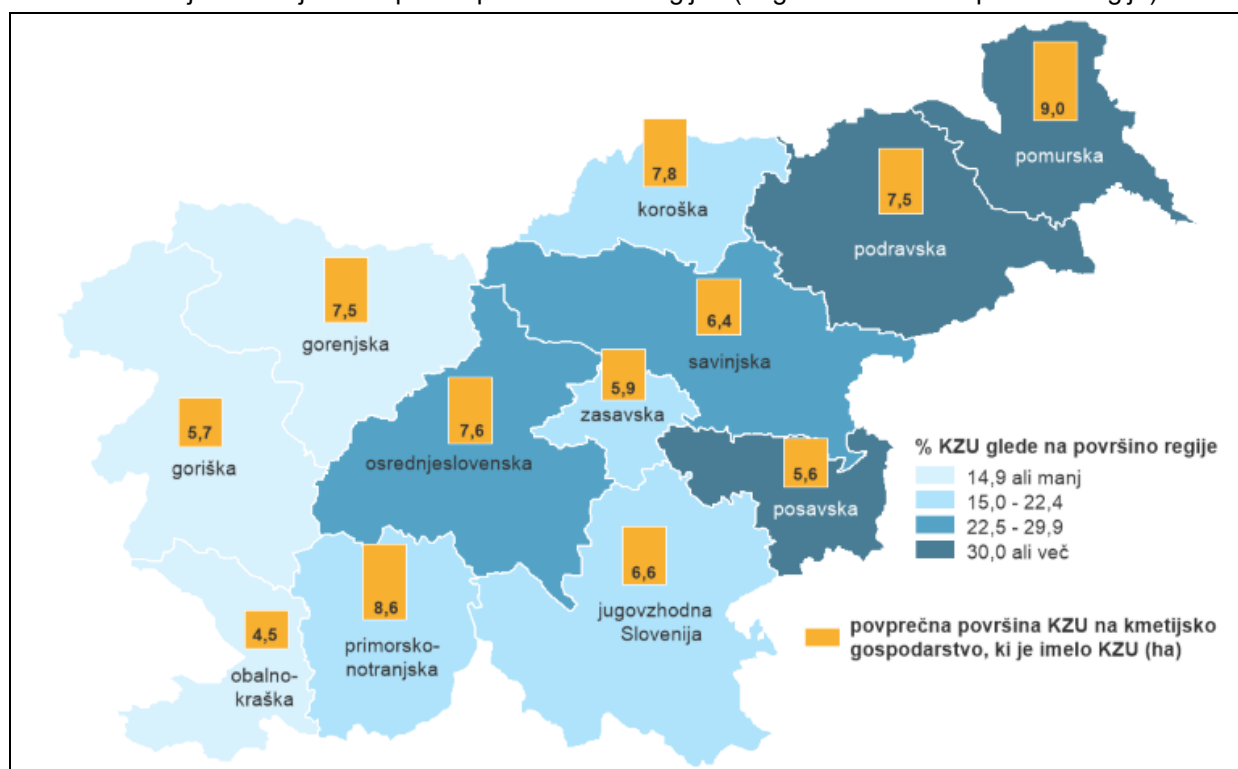 9,0
pomurska
7,8
koroška
7,5
podravska
7,5
gorenjska
6,4
savinjska
5,9
zasavska
5,7
goriška
7,6
osrednjeslovenska
5,6
posavska
% KZU glede na površino regije
14,9 ali manj
15,0 - 22,4
22,5 - 29,9
30,0 ali več
6,6
jugovzhodna
Slovenija
8,6
primorsko-
notranjska
4,5
obalno-
kraška
povprečna površina KZU na kmetijsko
gospodarstvo, ki je imelo KZU (ha)